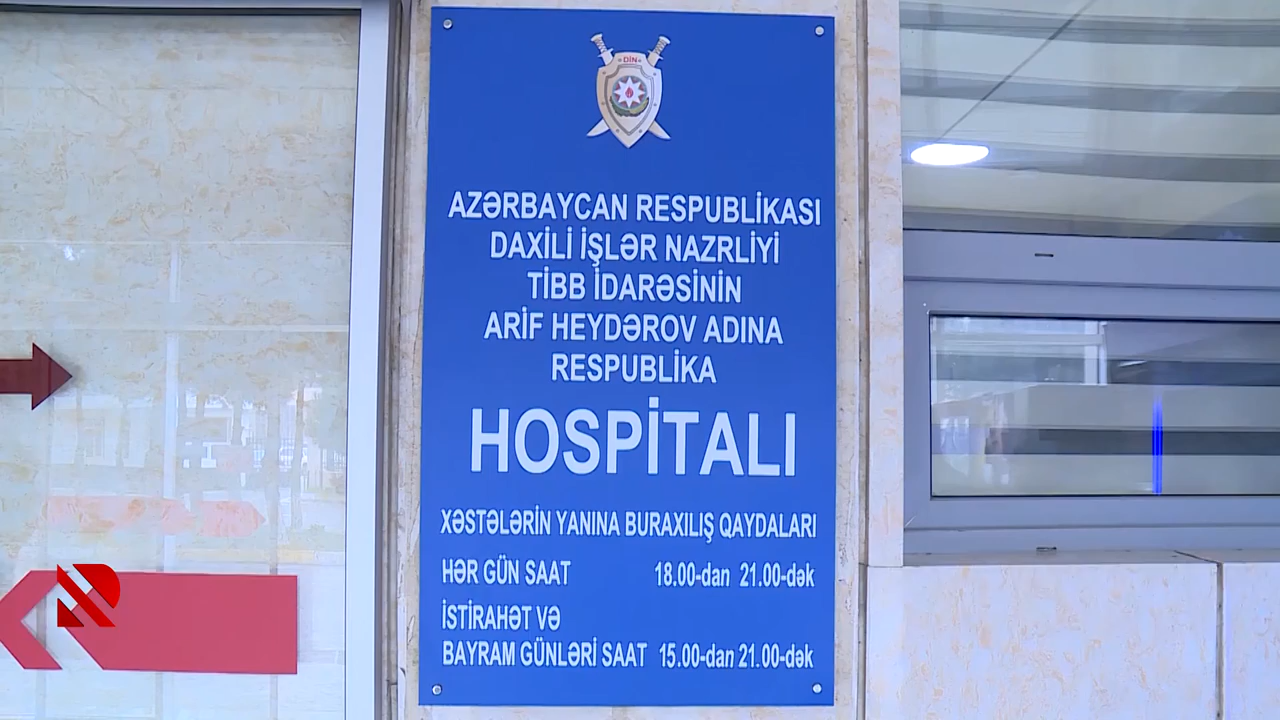 DİN
AZƏRBAYCAN RESPUBLİKASI
DAXİLİ İŞLƏR NAZRLİYİ
TİBB İDARƏSİNİN
ARİF HEYDƏROV ADINA
RESPUBLİKA
HOSPİTALI
XƏSTƏLƏRİN YANINA BURAXILIŞ QAYDALARI
HƏR GÜN SAAT 18.00-dan 21.00-dək
İSTİRAHƏT VƏ
BAYRAM GÜNLƏRİ SAAT 15.00-dan 21.00-dək